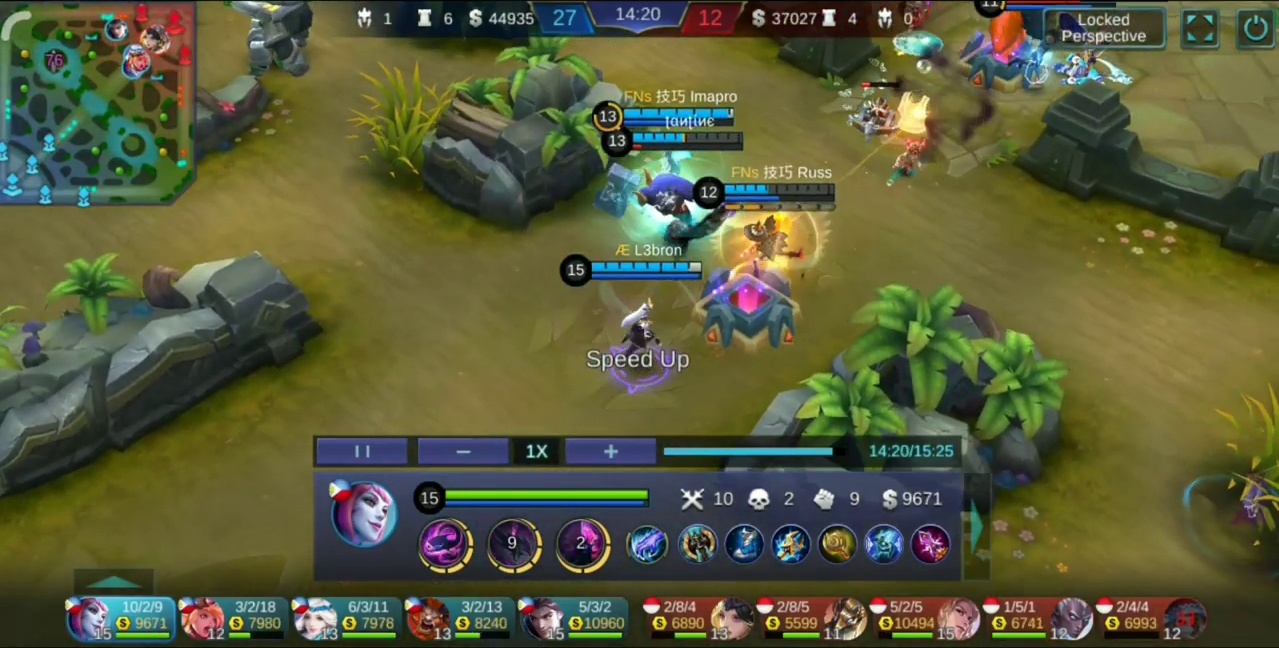 1 6 $ 44935 27 14:20 12 $ 37027 4 0
11
Locked
Perspective
76
FNs 技巧 Imapro
13
[αи[ιиє
13
FNs 技巧 Russ
12
Æ L3bron
15
Speed Up
1X 14:20/15:25
15 10 2 9 $ 9671
9 2
10/2/9 3/2/18 6/3/11 3/2/13 5/3/2 2/8/4 2/8/5 5/2/5 1/5/1 2/4/4
9671 7980 7978 8240 10960 6890 5599 10494 6741 6993
15 12 13 13 15 13 11 15 12 12